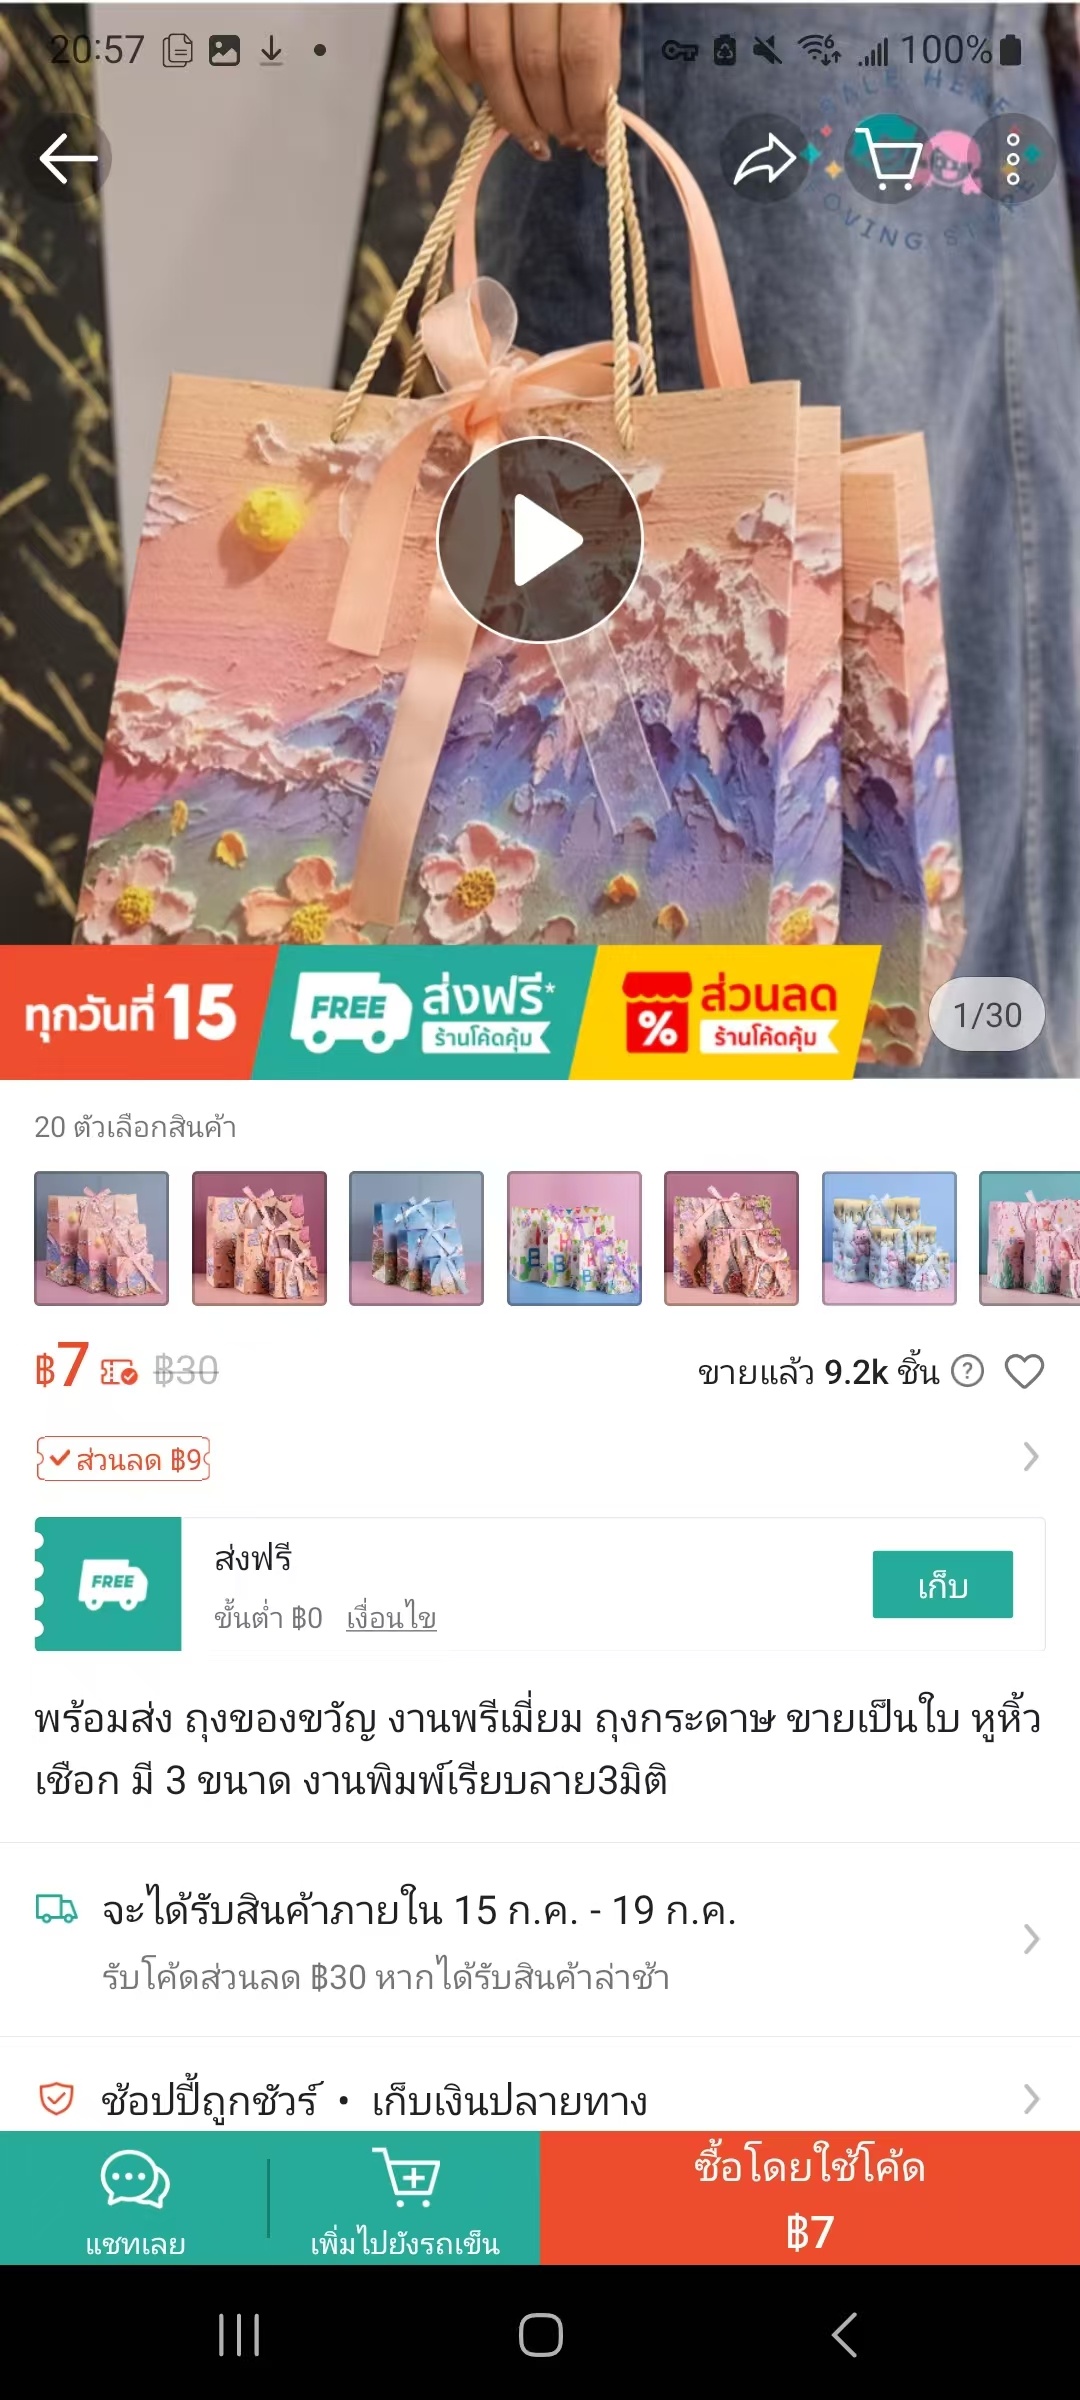 20:57
100%
SALE HERE
LOVING
ทุกวันที่ 15
FREE ส่งฟรี*
ร้านโค้ดคุ้ม
% ส่วนลด
ร้านโค้ดคุ้ม
1/30
20 ตัวเลือกสินค้า
฿7 ฿30
ขายแล้ว 9.2k ชิ้น ?
ส่วนลด ฿9
FREE
ส่งฟรี
ขั้นต่ำ ฿0 เงื่อนไข
เก็บ
พร้อมส่ง ถุงของขวัญ งานพรีเมี่ยม ถุงกระดาษ ขายเป็นใบ หูหิ้ว
เชือก มี 3 ขนาด งานพิมพ์เรียบลาย3มิติ
จะได้รับสินค้าภายใน 15 ก.ค. - 19 ก.ค.
รับโค้ดส่วนลด ฿30 หากได้รับสินค้าล่าช้า
ช้อปปี้ถูกชัวร์ • เก็บเงินปลายทาง
แชทเลย
เพิ่มไปยังรถเข็น
ซื้อโดยใช้โค้ด
฿7